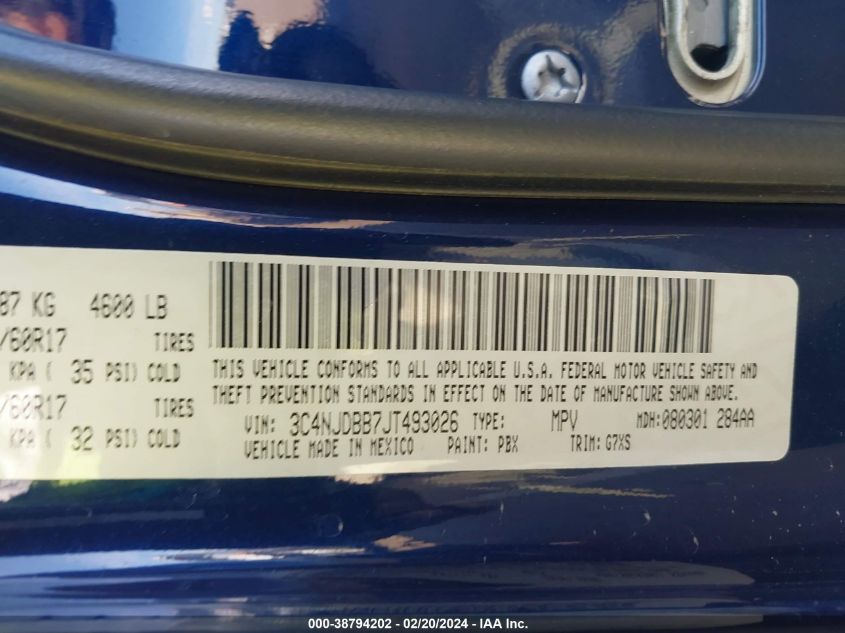 87 KG 4600 LB
/60R17 TIRES
KPA ( 35 PSI) COLD
/60R17 TIRES
KPA ( 32 PSI) COLD
THIS VEHICLE CONFORMS TO ALL APPLICABLE U.S.A. FEDERAL MOTOR VEHICLE SAFETY AND
THEFT PREVENTION STANDARDS IN EFFECT ON THE DATE OF MANUFACTURE SHOWN ABOVE.
VIN: 3C4NJDBB7JT493026 TYPE: MPV MDH:080301 284AA
VEHICLE MADE IN MEXICO PAINT: PBX TRIM: G7XS
000-38794202 - 02/20/2024 - IAA Inc.